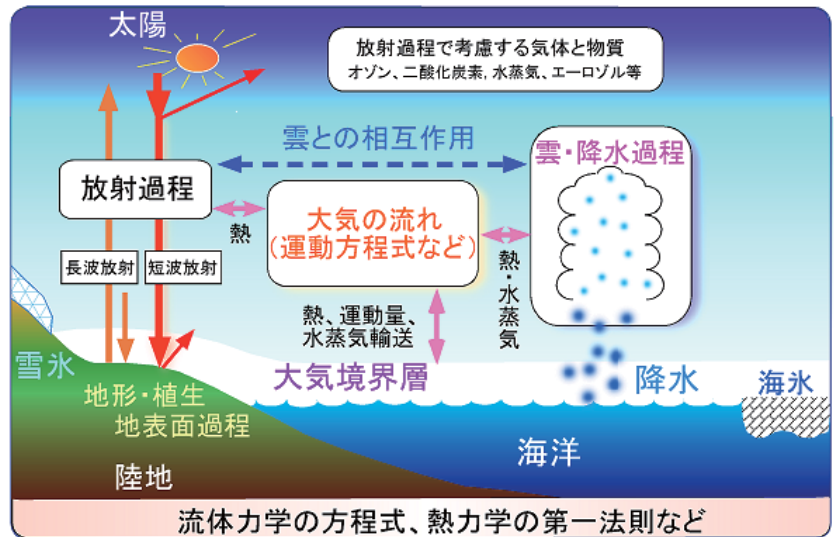 太陽
放射過程で考慮する気体と物質
オゾン、二酸化炭素，水蒸気、エーロゾル等
雲との相互作用
雲・降水過程
放射過程
熱
大気の流れ
（運動方程式など）
長波放射
短波放射
熱・水蒸気
熱、運動量、
水蒸気輸送
雪氷
大気境界層
降水
海氷
地形・植生
地表面過程
海洋
陸地
流体力学の方程式、熱力学の第一法則など